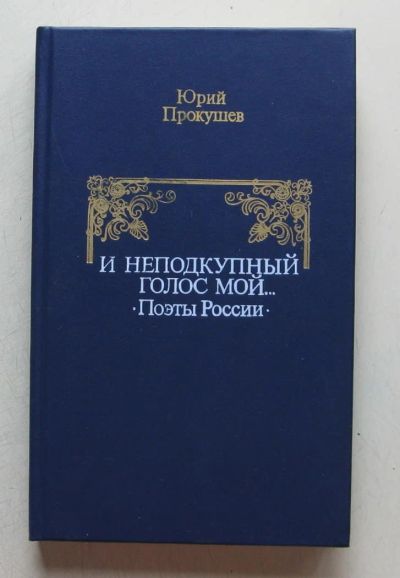 Юрий
Прокушев
И НЕПОДКУПНЫЙ
ГОЛОС МОЙ...
·Поэты России·